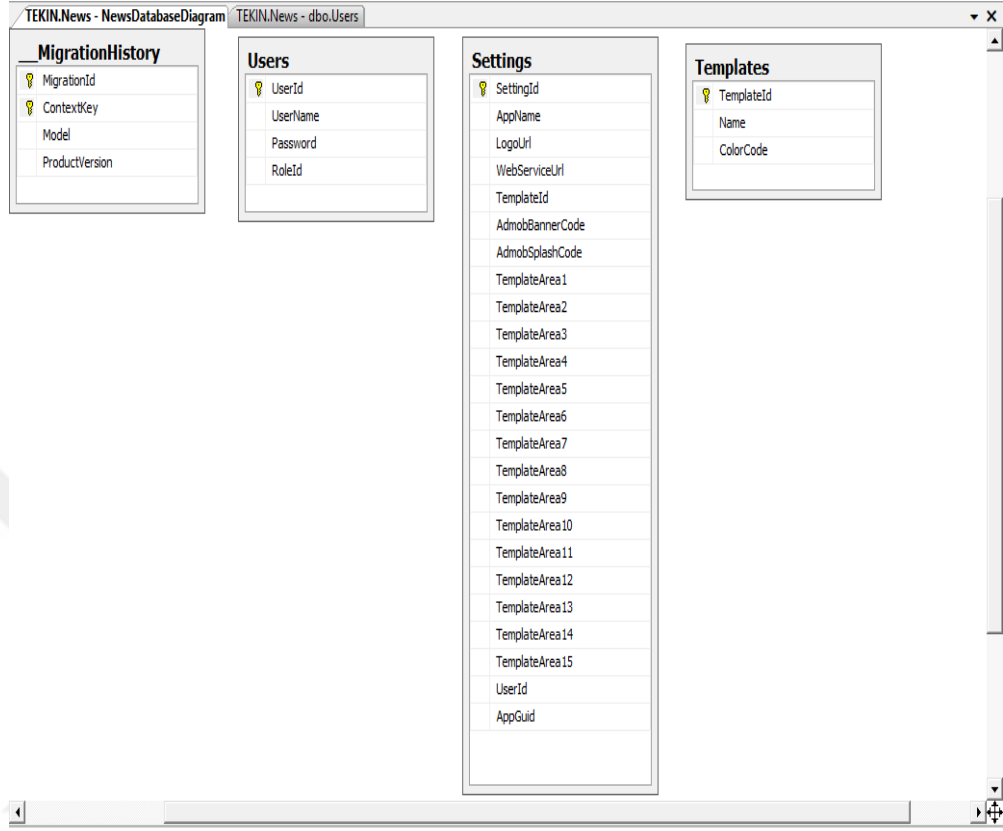 TEKIN.News - NewsDatabaseDiagram
TEKIN.News - dbo.Users
__MigrationHistory
MigrationId
ContextKey
Model
ProductVersion
Users
UserId
UserName
Password
RoleId
Settings
SettingId
AppName
LogoUrl
WebServiceUrl
TemplateId
AdmobBannerCode
AdmobSplashCode
TemplateArea1
TemplateArea2
TemplateArea3
TemplateArea4
TemplateArea5
TemplateArea6
TemplateArea7
TemplateArea8
TemplateArea9
TemplateArea10
TemplateArea11
TemplateArea12
TemplateArea13
TemplateArea14
TemplateArea15
UserId
AppGuid
Templates
TemplateId
Name
ColorCode